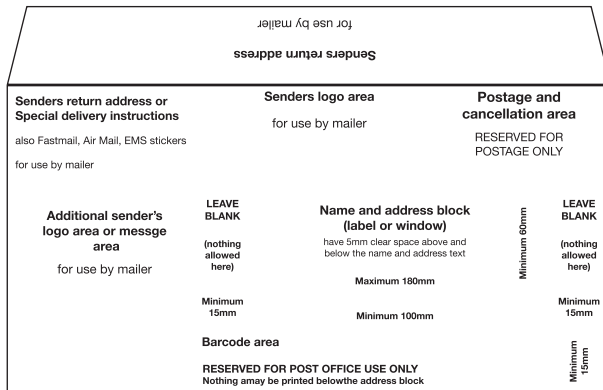 for use by mailer
Senders return address
Senders return address or
Special delivery instructions
also Fastmail, Air Mail, EMS stickers
for use by mailer
Senders logo area
for use by mailer
Postage and
cancellation area
RESERVED FOR
POSTAGE ONLY
Additional sender's
logo area or messge
area
for use by mailer
LEAVE
BLANK
(nothing
allowed
here)
Minimum
15mm
Name and address block
(label or window)
have 5mm clear space above and
below the name and address text
Maximum 180mm
Minimum 100mm
Minimum 60mm
LEAVE
BLANK
(nothing
allowed
here)
Minimum
15mm
Barcode area
RESERVED FOR POST OFFICE USE ONLY
Nothing amay be printed belowthe address block
Minimum
15mm